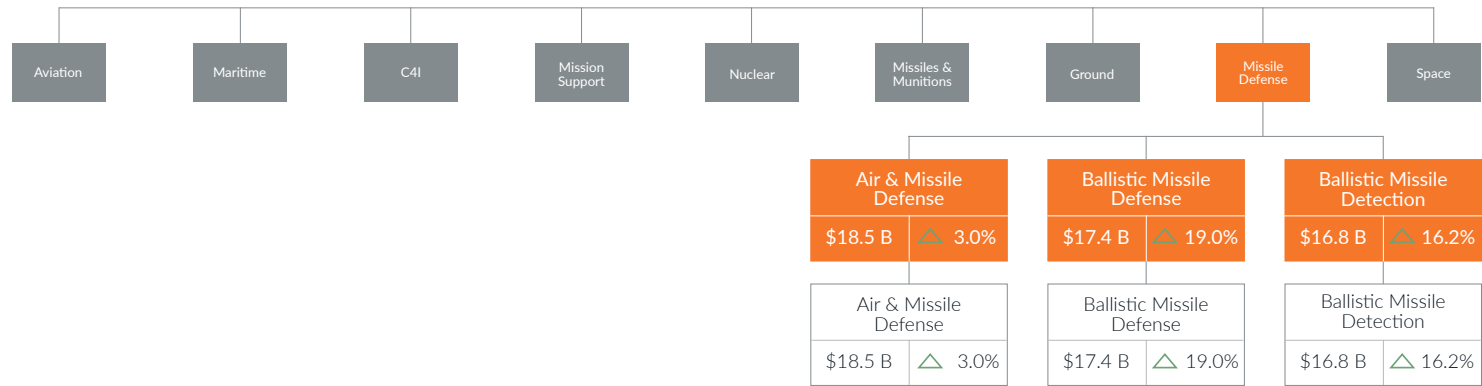 Aviation
Maritime
C4I
Mission
Support
Nuclear
Missiles &
Munitions
Ground
Missile
Defense
Space
Air & Missile
Defense
$18.5 B
3.0%
Ballistic Missile
Defense
$17.4 B
19.0%
Ballistic Missile
Detection
$16.8 B
16.2%
Air & Missile
Defense
$18.5 B
3.0%
Ballistic Missile
Defense
$17.4 B
19.0%
Ballistic Missile
Detection
$16.8 B
16.2%